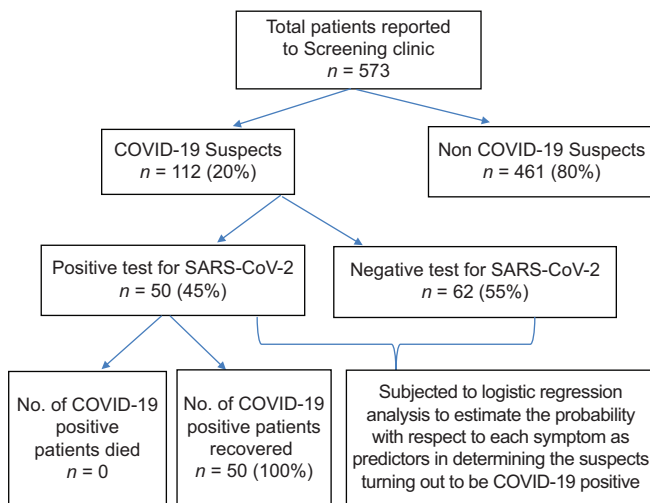 Total patients reported
to Screening clinic
n = 573
COVID-19 Suspects
n = 112 (20%)
Non COVID-19 Suspects
n = 461 (80%)
Positive test for SARS-CoV-2
n = 50 (45%)
Negative test for SARS-CoV-2
n = 62 (55%)
No. of COVID-19
positive
patients died
n = 0
No. of COVID-19
positive patients
recovered
n = 50 (100%)
Subjected to logistic regression
analysis to estimate the probability
with respect to each symptom as
predictors in determining the suspects
turning out to be COVID-19 positive